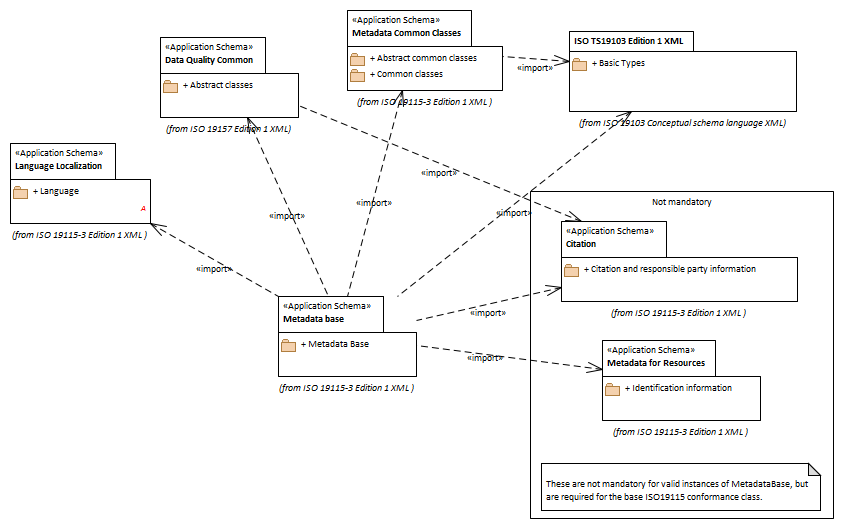 «Application Schema»
Metadata Common Classes
+ Abstract common classes
+ Common classes
(from ISO 19115-3 Edition 1 XML )
«import»
ISO TS19103 Edition 1 XML
+ Basic Types
(from ISO 19103 Conceptual schema language XML)
«Application Schema»
Data Quality Common
+ Abstract classes
(from ISO 19157 Edition 1 XML)
«import»
«Application Schema»
Language Localization
+ Language
A
(from ISO 19115-3 Edition 1 XML )
«import»
«import»
«import»
«import»
Not mandatory
«Application Schema»
Citation
+ Citation and responsible party information
(from ISO 19115-3 Edition 1 XML )
«Application Schema»
Metadata base
+ Metadata Base
(from ISO 19115-3 Edition 1 XML )
«import»
«import»
«Application Schema»
Metadata for Resources
+ Identification information
(from ISO 19115-3 Edition 1 XML )
These are not mandatory for valid instances of MetadataBase, but
are required for the base ISO19115 conformance class.